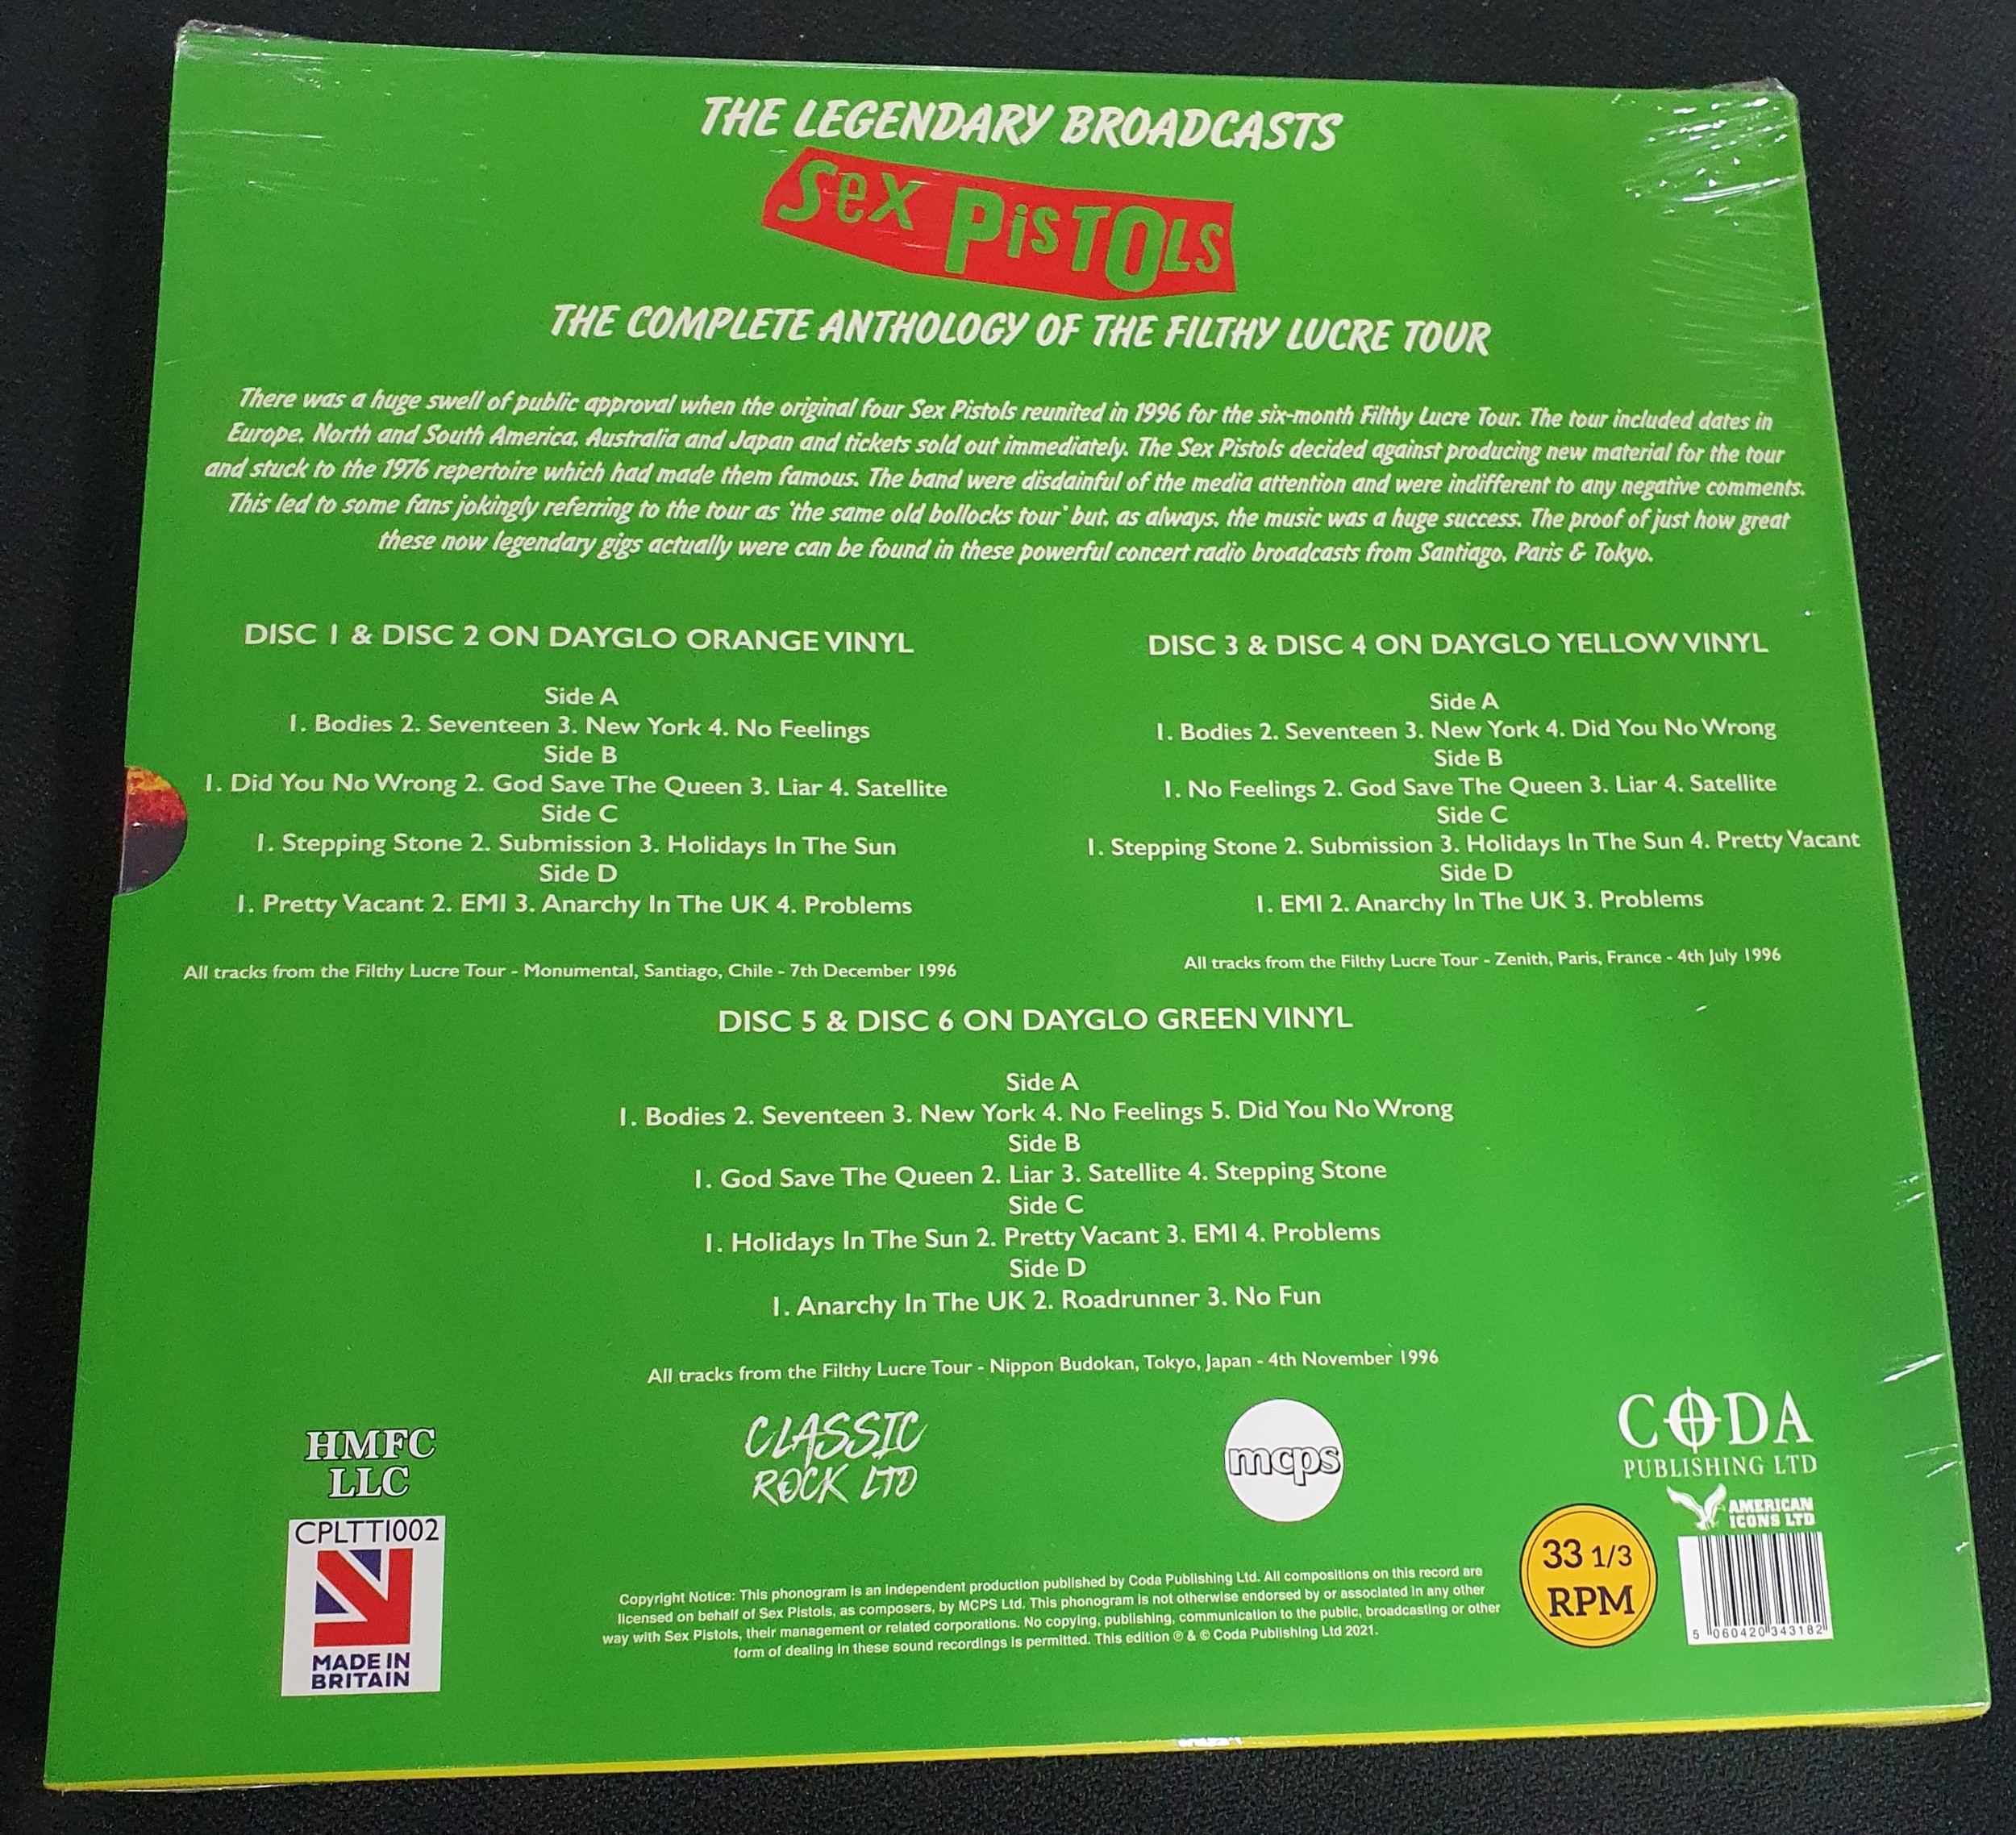 THE LEGENDARY BROADCASTS
Sex PiSTOLS
THE COMPLETE ANTHOLOGY OF THE FILTHY LUCRE TOUR
There was a huge swell of public approval when the original four Sex Pistols reunited in 1996 for the six-month Filthy Lucre Tour. The tour included dates in
Europe, North and South America, Australia and Japan and tickets sold out immediately. The Sex Pistols decided against producing new material for the tour
and stuck to the 1976 repertoire which had made them famous. The band were disdainful of the media attention and were indifferent to any negative comments.
This led to some fans jokingly referring to the tour as 'the same old bollocks tour' but, as always, the music was a huge success. The proof of just how great
these now legendary gigs actually were can be found in these powerful concert radio broadcasts from Santiago, Paris & Tokyo.
DISC 1 & DISC 2 ON DAYGLO ORANGE VINYL
Side A
1. Bodies 2. Seventeen 3. New York 4. No Feelings
Side B
1. Did You No Wrong 2. God Save The Queen 3. Liar 4. Satellite
Side C
1. Stepping Stone 2. Submission 3. Holidays In The Sun
Side D
1. Pretty Vacant 2. EMI 3. Anarchy In The UK 4. Problems
All tracks from the Filthy Lucre Tour - Monumental, Santiago, Chile - 7th December 1996
DISC 3 & DISC 4 ON DAYGLO YELLOW VINYL
Side A
1. Bodies 2. Seventeen 3. New York 4. Did You No Wrong
Side B
1. No Feelings 2. God Save The Queen 3. Liar 4. Satellite
Side C
1. Stepping Stone 2. Submission 3. Holidays In The Sun 4. Pretty Vacant
Side D
1. EMI 2. Anarchy In The UK 3. Problems
All tracks from the Filthy Lucre Tour - Zenith, Paris, France - 4th July 1996
DISC 5 & DISC 6 ON DAYGLO GREEN VINYL
Side A
1. Bodies 2. Seventeen 3. New York 4. No Feelings 5. Did You No Wrong
Side B
1. God Save The Queen 2. Liar 3. Satellite 4. Stepping Stone
Side C
1. Holidays In The Sun 2. Pretty Vacant 3. EMI 4. Problems
Side D
1. Anarchy In The UK 2. Roadrunner 3. No Fun
All tracks from the Filthy Lucre Tour - Nippon Budokan, Tokyo, Japan - 4th November 1996
HMFC
LLC
CPLTTI002
MADE IN
BRITAIN
CLASSIC
ROCK LTD
mcps
CODA
PUBLISHING LTD
AMERICAN
ICONS LTD
33 1/3
RPM
5 060420 343182
Copyright Notice: This phonogram is an independent production published by Coda Publishing Ltd. All compositions on this record are
licensed on behalf of Sex Pistols, as composers, by MCPS Ltd. This phonogram is not otherwise endorsed by or associated in any other
way with Sex Pistols, their management or related corporations. No copying, publishing, communication to the public, broadcasting or other
form of dealing in these sound recordings is permitted. This edition ℗ & © Coda Publishing Ltd 2021.